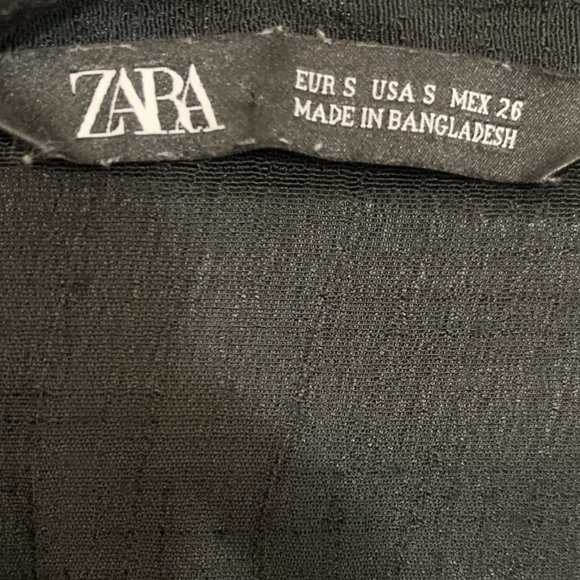 ZARA
EUR S USA S MEX 26
MADE IN BANGLADESH